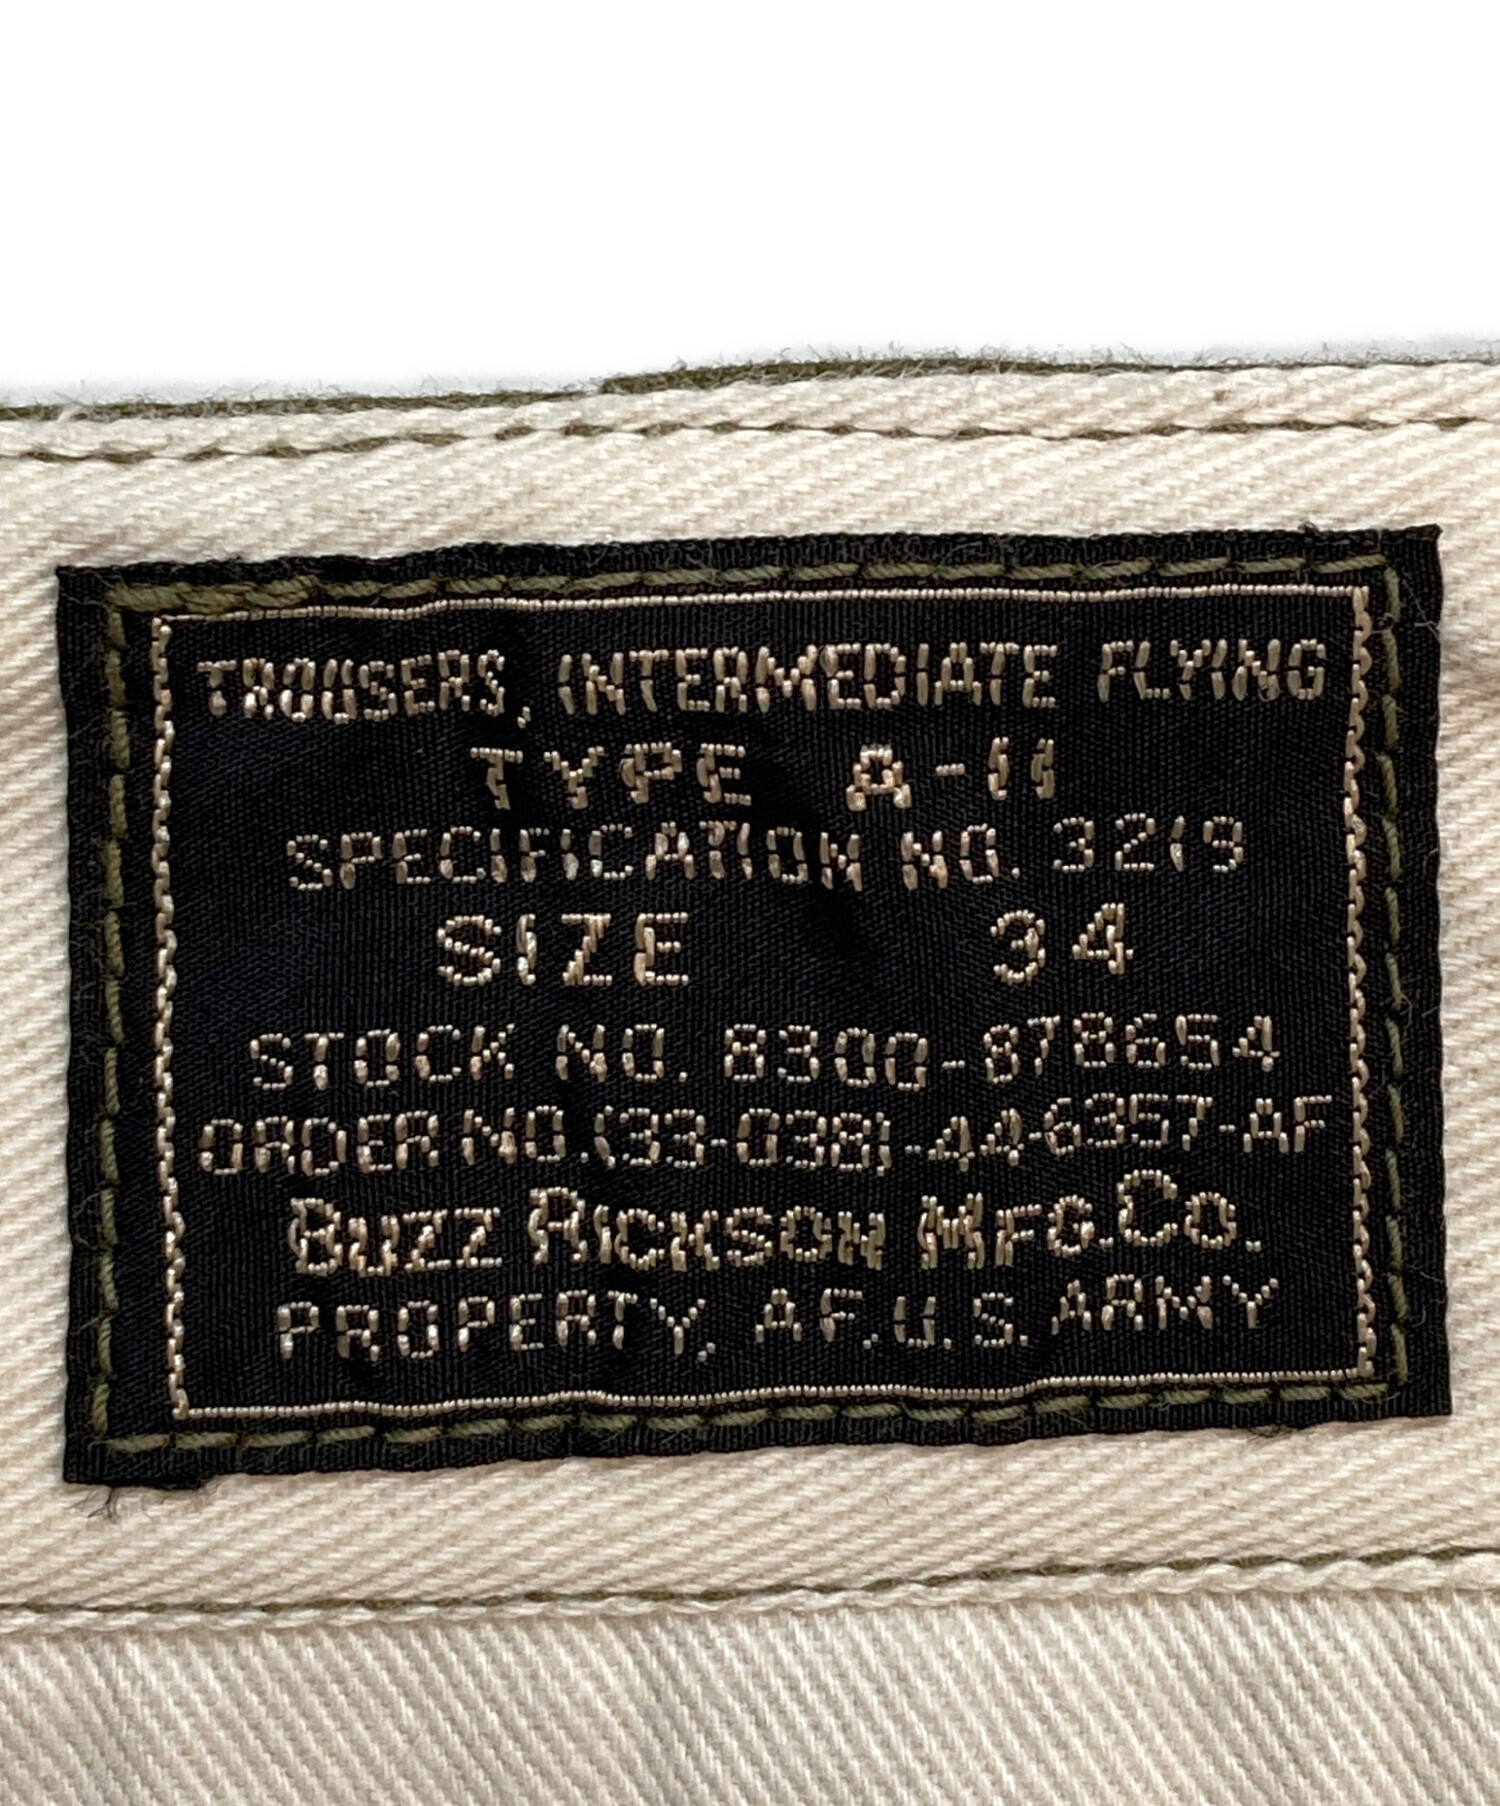 TROUSERS, INTERMEDIATE FLYING
TYPE A-11
SPECIFICATION NO. 3219
SIZE 34
STOCK NO. 8300-878654
ORDER NO.(33-038)-44-6357-AF
BUZZ RICKSON MFG.CO.
PROPERTY, AF.U.S. ARMY